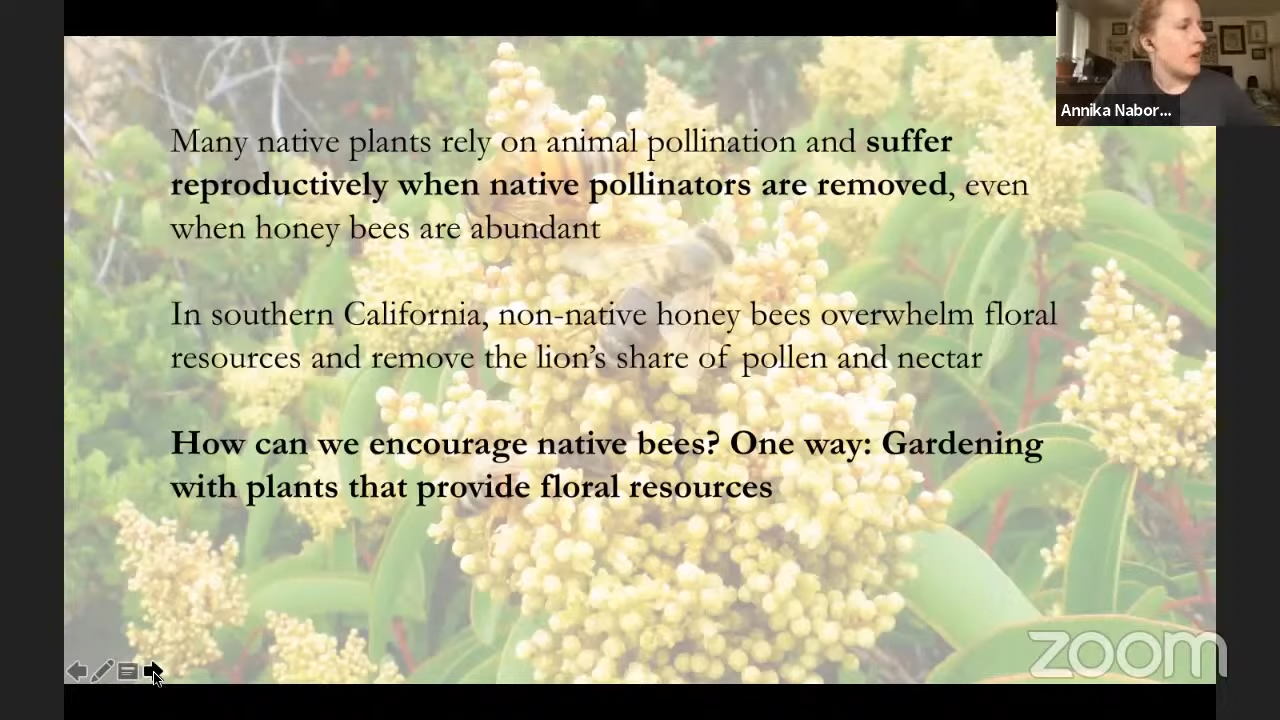 Annika Nabor...
Many native plants rely on animal pollination and suffer
reproductively when native pollinators are removed, even
when honey bees are abundant
In southern California, non-native honey bees overwhelm floral
resources and remove the lion's share of pollen and nectar
How can we encourage native bees? One way: Gardening
with plants that provide floral resources
zoom